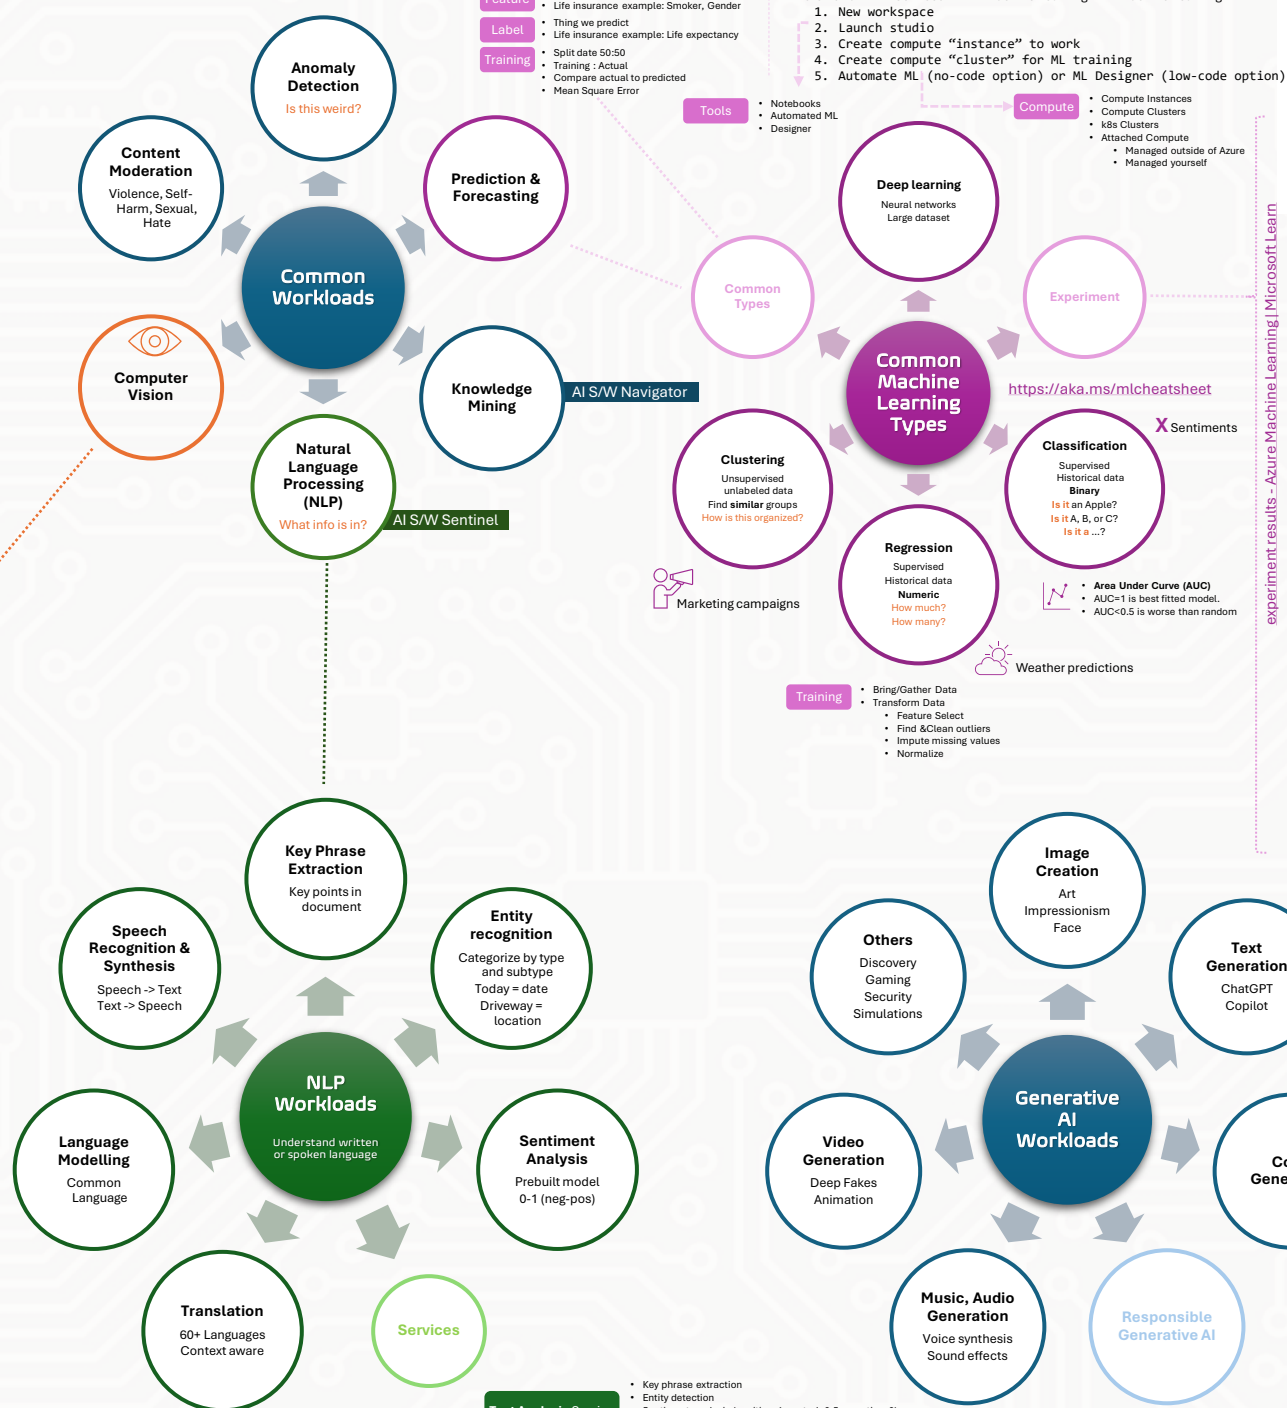 Feature
• Life insurance example: Smoker, Gender
Label
• Thing we predict
• Life insurance example: Life expectancy
Training
• Split date 50:50
• Training : Actual
• Compare actual to predicted
• Mean Square Error
1. New workspace
2. Launch studio
3. Create compute “instance” to work
4. Create compute “cluster” for ML training
5. Automate ML (no-code option) or ML Designer (low-code option)
Tools
• Notebooks
• Automated ML
• Designer
Compute
• Compute Instances
• Compute Clusters
• k8s Clusters
• Attached Compute
• Managed outside of Azure
• Managed yourself
Anomaly
Detection
Is this weird?
Content
Moderation
Violence, Self-
Harm, Sexual,
Hate
Prediction &
Forecasting
Common
Workloads
Computer
Vision
Knowledge
Mining
AI S/W Navigator
Natural
Language
Processing
(NLP)
What info is in?
AI S/W Sentinel
Deep learning
Neural networks
Large dataset
Common
Types
Experiment
Common
Machine
Learning
Types
https://aka.ms/mlcheatsheet
X Sentiments
experiment results - Azure Machine Learning | Microsoft Learn
Clustering
Unsupervised
unlabeled data
Find similar groups
How is this organized?
Marketing campaigns
Classification
Supervised
Historical data
Binary
Is it an Apple?
Is it A, B, or C?
Is it a ...?
Regression
Supervised
Historical data
Numeric
How much?
How many?
• Area Under Curve (AUC)
• AUC=1 is best fitted model.
• AUC<0.5 is worse than random
Weather predictions
Training
• Bring/Gather Data
• Transform Data
• Feature Select
• Find &Clean outliers
• Impute missing values
• Normalize
Key Phrase
Extraction
Key points in
document
Speech
Recognition &
Synthesis
Speech -> Text
Text -> Speech
Entity
recognition
Categorize by type
and subtype
Today = date
Driveway =
location
NLP
Workloads
Understand written
or spoken language
Language
Modelling
Common
Language
Sentiment
Analysis
Prebuilt model
0-1 (neg-pos)
Translation
60+ Languages
Context aware
Services
• Key phrase extraction
• Entity detection
Image
Creation
Art
Impressionism
Face
Others
Discovery
Gaming
Security
Simulations
Text
Generation
ChatGPT
Copilot
Generative
AI
Workloads
Video
Generation
Deep Fakes
Animation
Music, Audio
Generation
Voice synthesis
Sound effects
Responsible
Generative AI